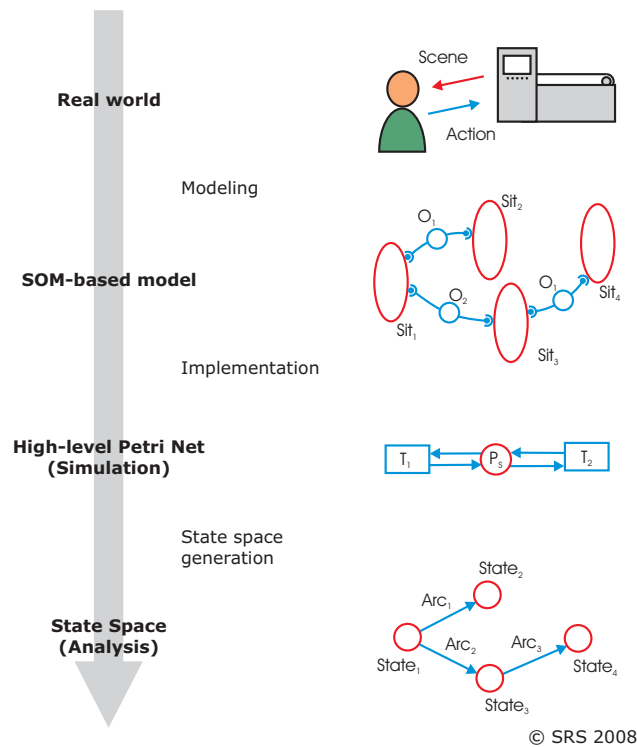 Scene
Real world
Action
Modeling
O1
Sit2
SOM-based model
O2
O1
Sit4
Sit1
Sit3
Implementation
High-level Petri Net
(Simulation)
T1
PS
T2
State space
generation
State2
Arc1
State Space
(Analysis)
Arc2
Arc3
State1
State4
State3
© SRS 2008